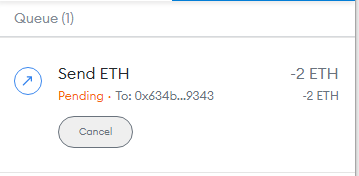 Queue (1)
Send ETH -2 ETH
Pending · To: 0x634b...9343 -2 ETH
Cancel